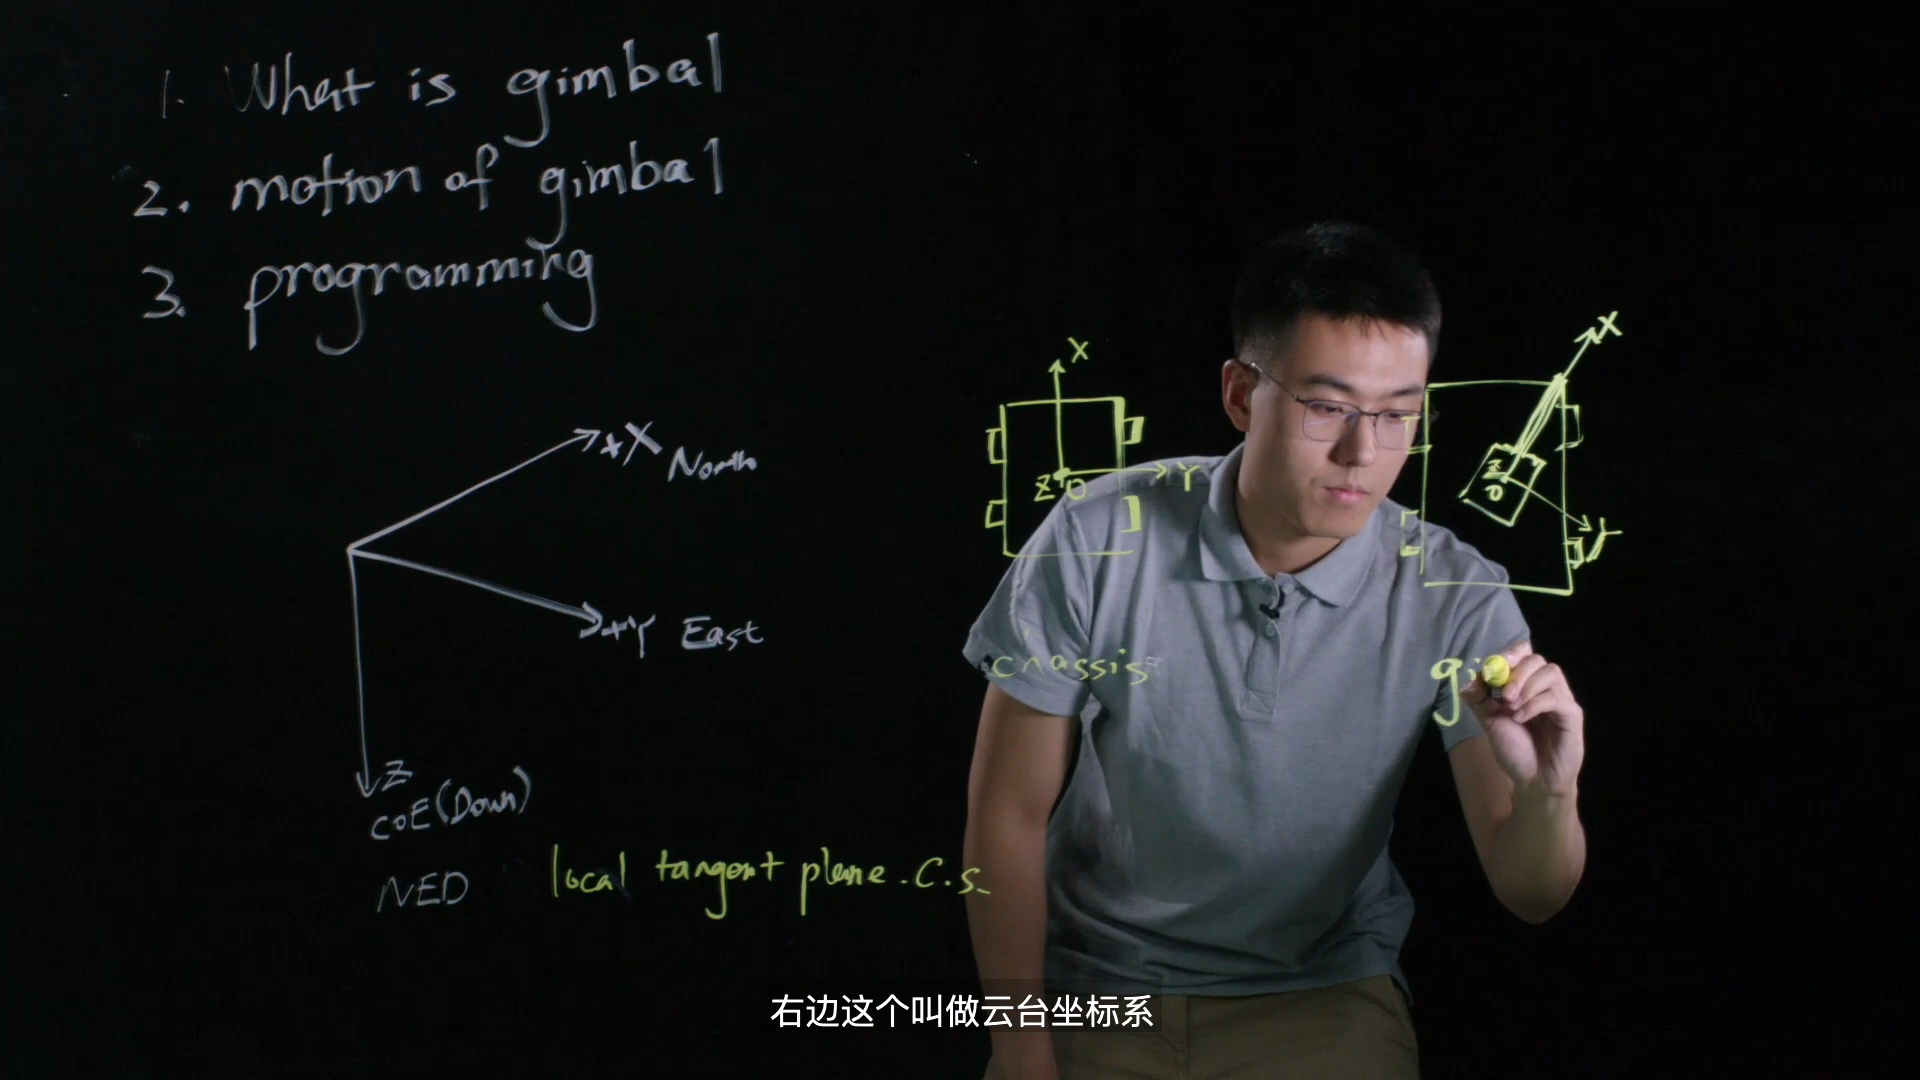 1. What is gimbal
2. motion of gimbal
3. programming
+X North
+Y East
Z
COE (Down)
NED
local tangent plane. C.S.
X
Z O Y
chassis
X
Z
O
Y
gi
右边这个叫做云台坐标系